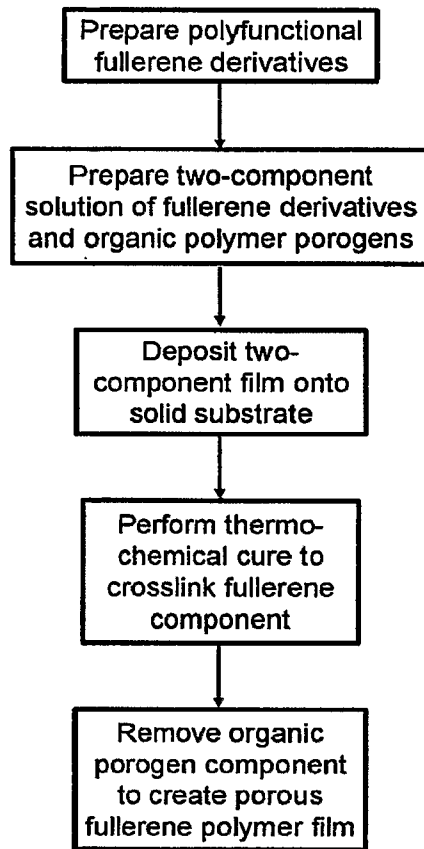 Prepare polyfunctional
fullerene derivatives
Prepare two-component
solution of fullerene derivatives
and organic polymer porogens
Deposit two-
component film onto
solid substrate
Perform thermo-
chemical cure to
crosslink fullerene
component
Remove organic
porogen component
to create porous
fullerene polymer film